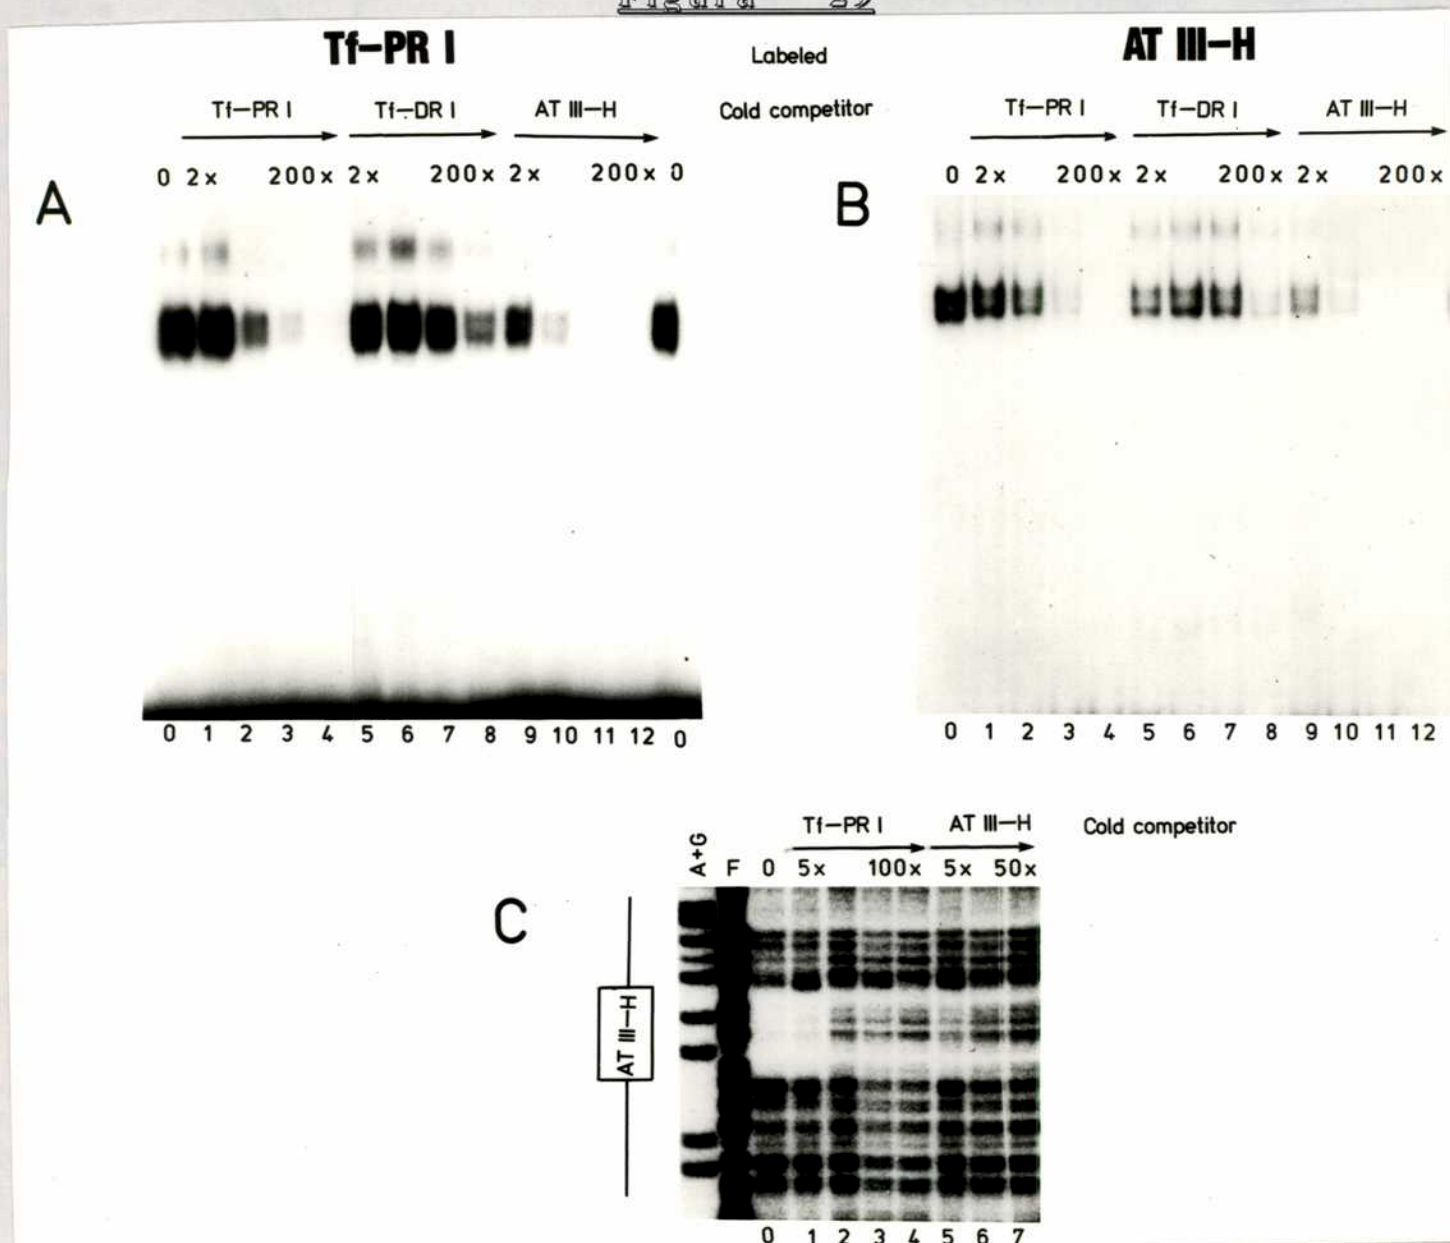 Figura
Tf-PR I Labeled AT III-H
Tf-PR I Tf-DR I AT III-H Cold competitor Tf-PR I Tf-DR I AT III-H
0 2x 200x 2x 200x 2x 200x 0 0 2x 200x 2x 200x 2x 200x
A B
0 1 2 3 4 5 6 7 8 9 10 11 12 0 0 1 2 3 4 5 6 7 8 9 10 11 12
Tf-PR I AT III-H Cold competitor
A+G F 0 5x 100x 5x 50x
C
AT III-H
0 1 2 3 4 5 6 7